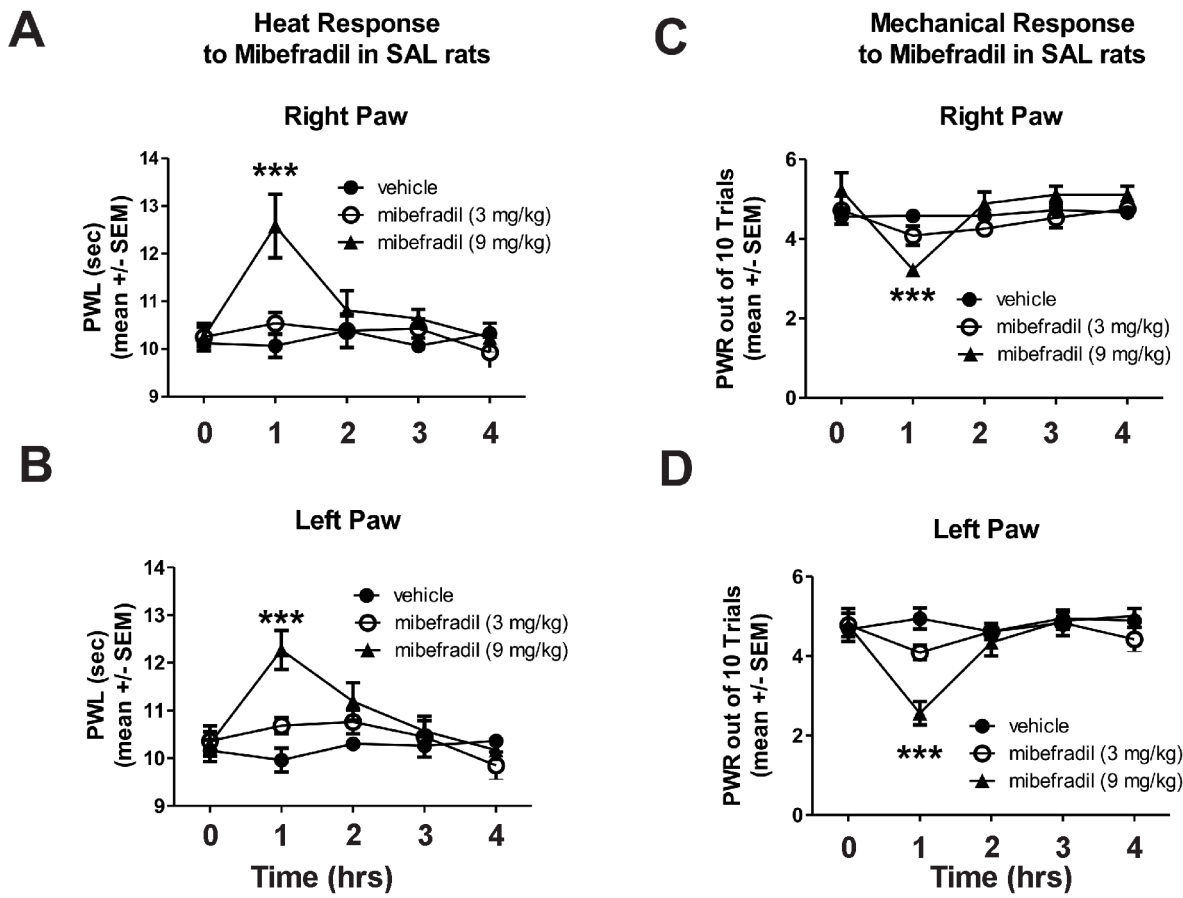 A
Heat Response
to Mibefradil in SAL rats
Right Paw
PWL (sec)
(mean +/- SEM)
14
13
12
11
10
9
***
vehicle
mibefradil (3 mg/kg)
mibefradil (9 mg/kg)
0 1 2 3 4
B
Left Paw
PWL (sec)
(mean +/- SEM)
14
13
12
11
10
9
***
vehicle
mibefradil (3 mg/kg)
mibefradil (9 mg/kg)
0 1 2 3 4
Time (hrs)
C
Mechanical Response
to Mibefradil in SAL rats
Right Paw
PWR out of 10 Trials
(mean +/- SEM)
6
4
2
0
***
vehicle
mibefradil (3 mg/kg)
mibefradil (9 mg/kg)
0 1 2 3 4
D
Left Paw
PWR out of 10 Trials
(mean +/- SEM)
6
4
2
0
***
vehicle
mibefradil (3 mg/kg)
mibefradil (9 mg/kg)
0 1 2 3 4
Time (hrs)